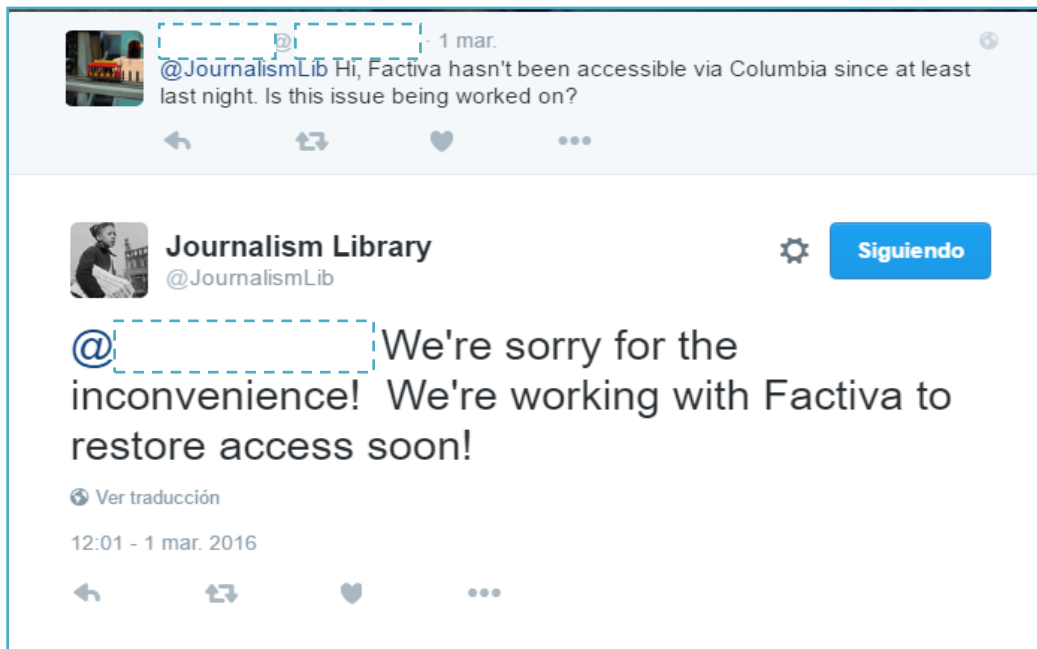 @ · 1 mar.
@JournalismLib Hi, Factiva hasn't been accessible via Columbia since at least
last night. Is this issue being worked on?
Journalism Library
@JournalismLib
Siguiendo
@ We're sorry for the
inconvenience! We're working with Factiva to
restore access soon!
Ver traducción
12:01 - 1 mar. 2016